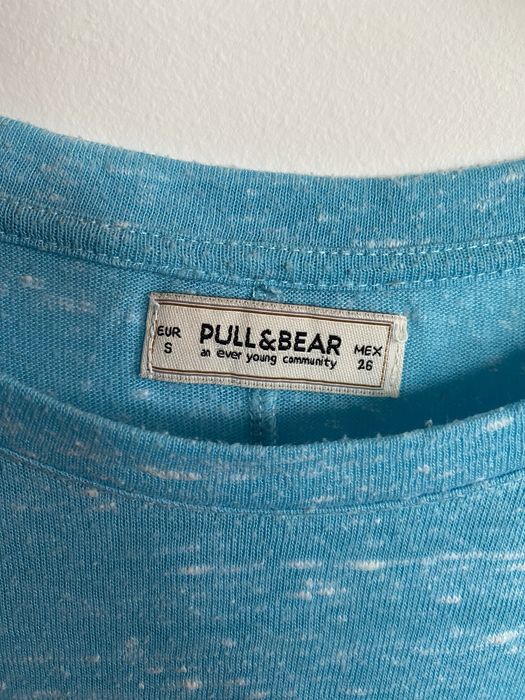 EUR
S
PULL&BEAR
an ever young community
MEX
26